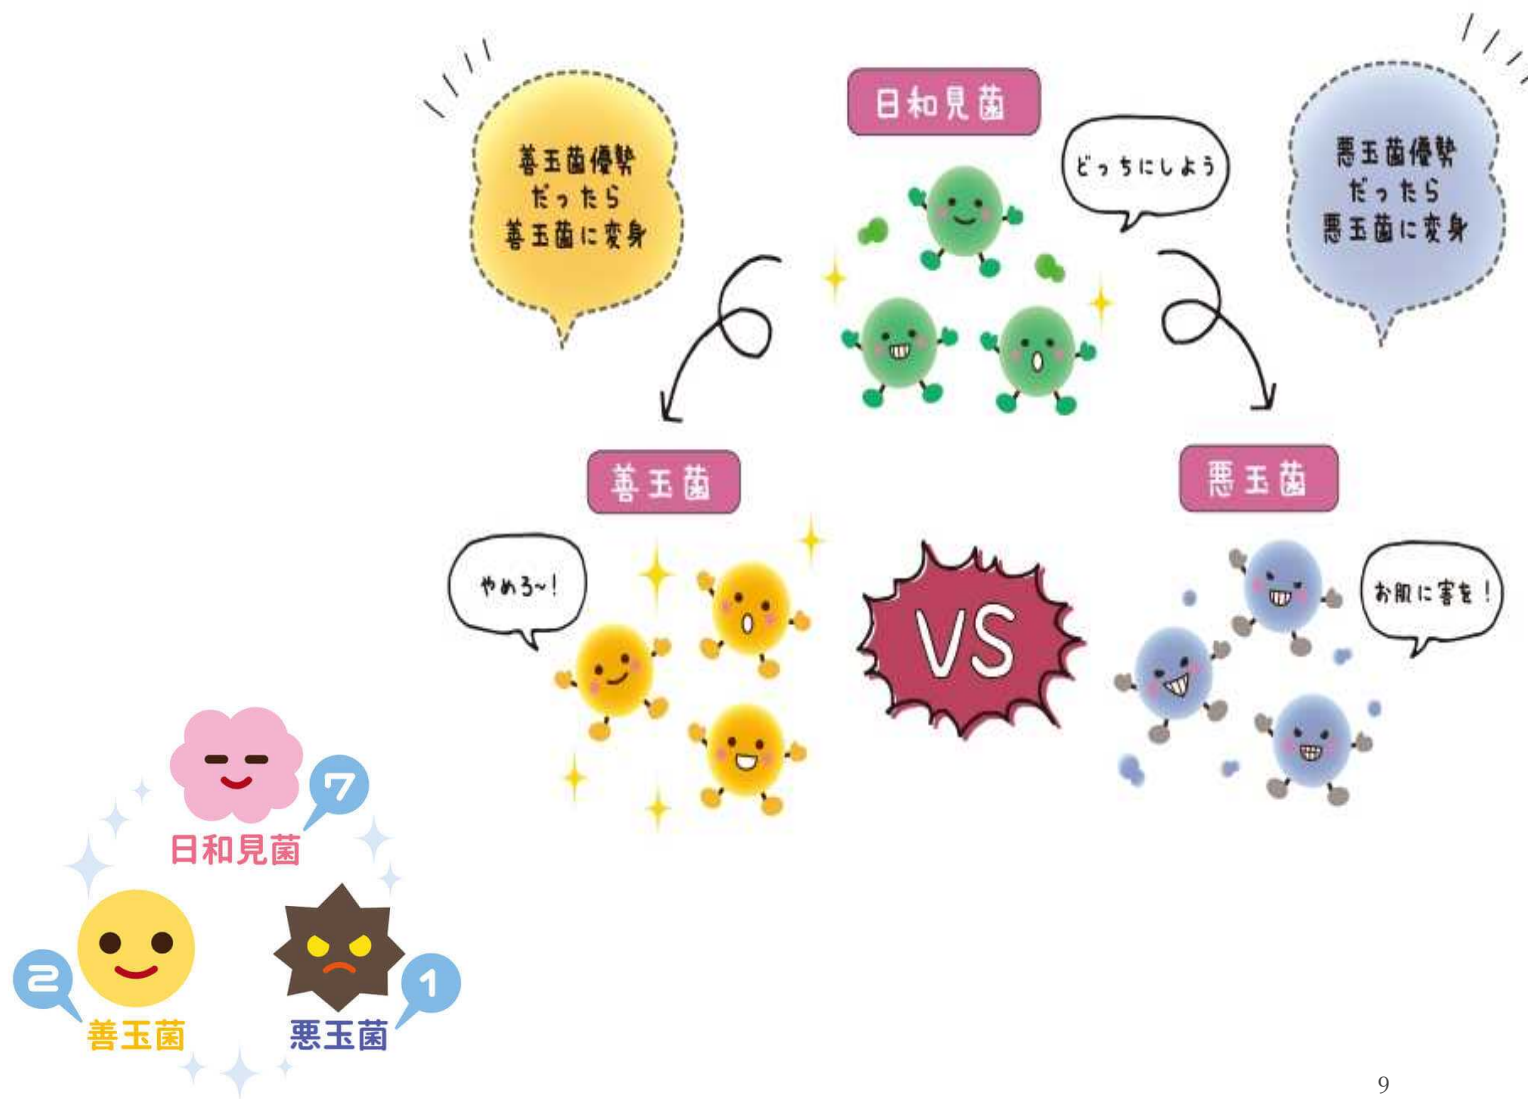 日和見菌
どっちにしよう
善玉菌優勢
だったら
善玉菌に変身
悪玉菌優勢
だったら
悪玉菌に変身
善玉菌
悪玉菌
やめろ~!
VS
お肌に害を!
7
日和見菌
2
善玉菌
1
悪玉菌
9